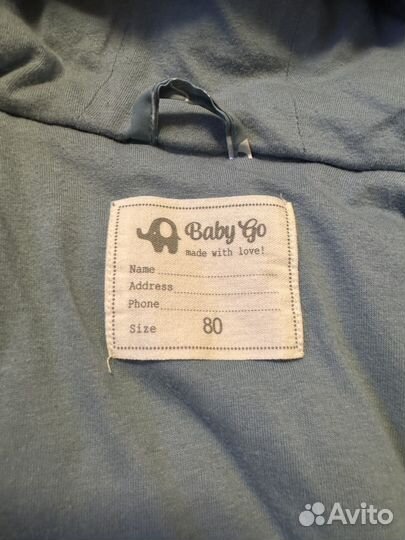 Baby Go
made with love!
Name
Address
Phone
Size 80
Avito